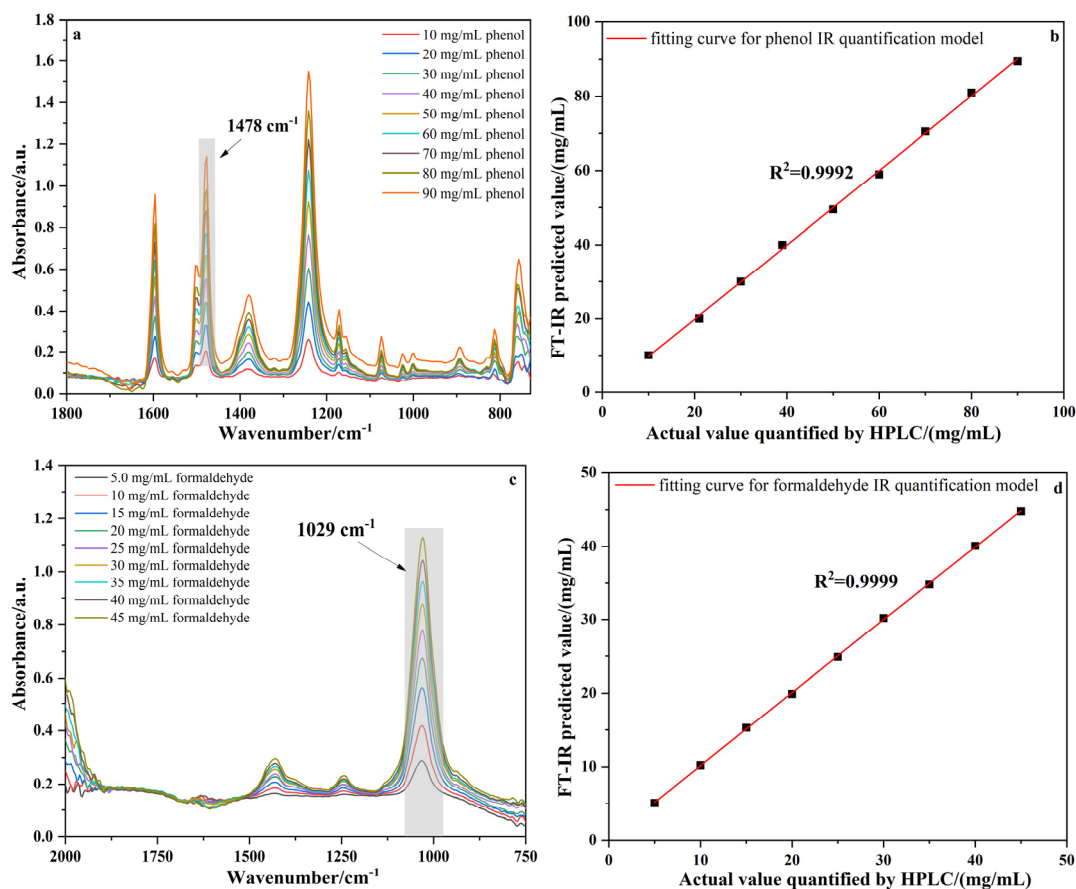 a
1.8
1.6
1.4
1.2
1.0
0.8
0.6
0.4
0.2
0.0
Absorbance/a.u.
10 mg/mL phenol
20 mg/mL phenol
30 mg/mL phenol
40 mg/mL phenol
50 mg/mL phenol
60 mg/mL phenol
70 mg/mL phenol
80 mg/mL phenol
90 mg/mL phenol
1478 cm⁻¹
1800 1600 1400 1200 1000 800
Wavenumber/cm⁻¹
b
fitting curve for phenol IR quantification model
R²=0.9992
100
80
60
40
20
0
FT-IR predicted value/(mg/mL)
0 20 40 60 80 100
Actual value quantified by HPLC/(mg/mL)
c
1.4
1.2
1.0
0.8
0.6
0.4
0.2
0.0
Absorbance/a.u.
5.0 mg/mL formaldehyde
10 mg/mL formaldehyde
15 mg/mL formaldehyde
20 mg/mL formaldehyde
25 mg/mL formaldehyde
30 mg/mL formaldehyde
35 mg/mL formaldehyde
40 mg/mL formaldehyde
45 mg/mL formaldehyde
1029 cm⁻¹
2000 1750 1500 1250 1000 750
Wavenumber/cm⁻¹
d
fitting curve for formaldehyde IR quantification model
R²=0.9999
50
40
30
20
10
0
FT-IR predicted value/(mg/mL)
0 10 20 30 40 50
Actual value quantified by HPLC/(mg/mL)